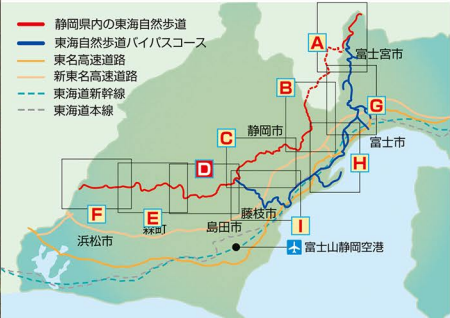 静岡県内の東海自然歩道
東海自然歩道バイパスコース
東名高速道路
新東名高速道路
東海道新幹線
東海道本線
A
富士宮市
B
G
C
静岡市
富士市
D
H
F
E
藤枝市
I
浜松市
森町
島田市
富士山静岡空港